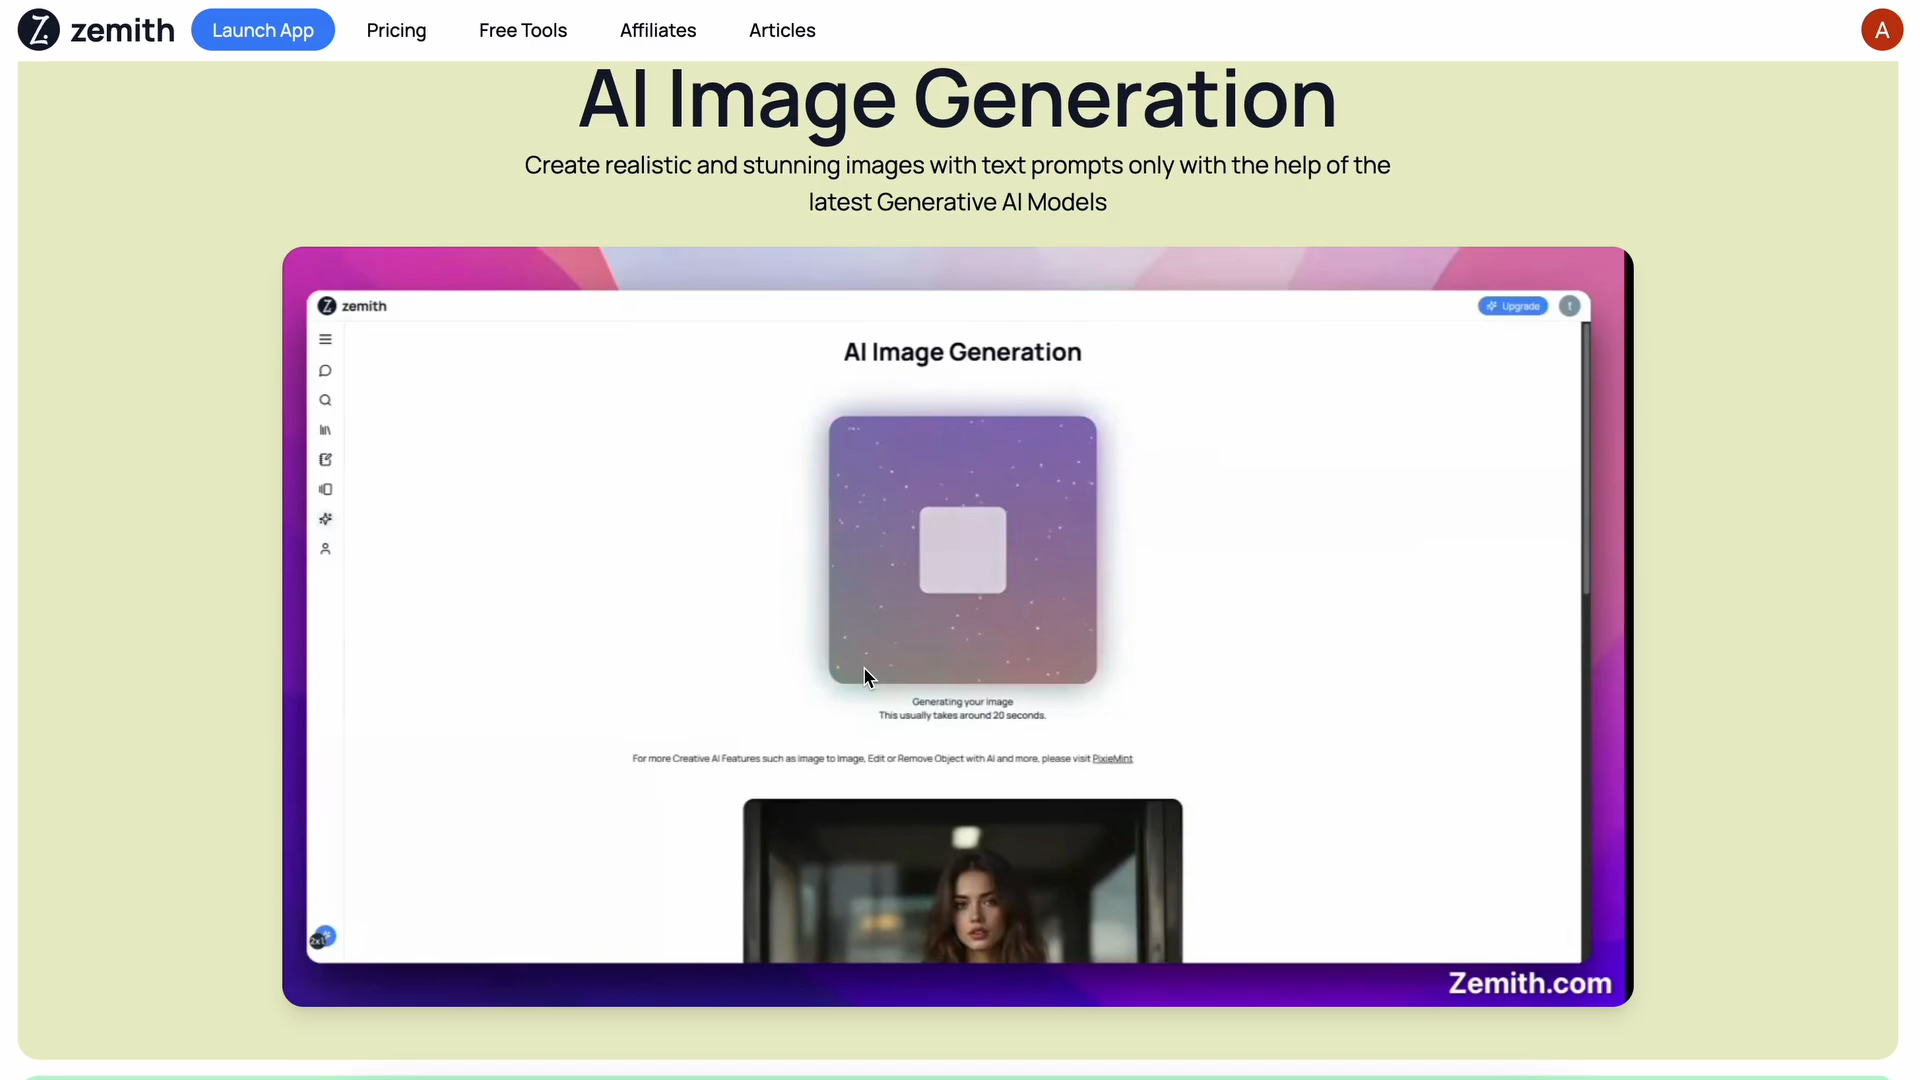 zemith
Launch App
Pricing
Free Tools
Affiliates
Articles
A
AI Image Generation
Create realistic and stunning images with text prompts only with the help of the
latest Generative AI Models
zemith
Upgrade
t
AI Image Generation
Generating your image
This usually takes around 20 seconds.
For more Creative AI Features such as Image to Image, Edit or Remove Object with AI and more, please visit PixieMint
2x
Zemith.com